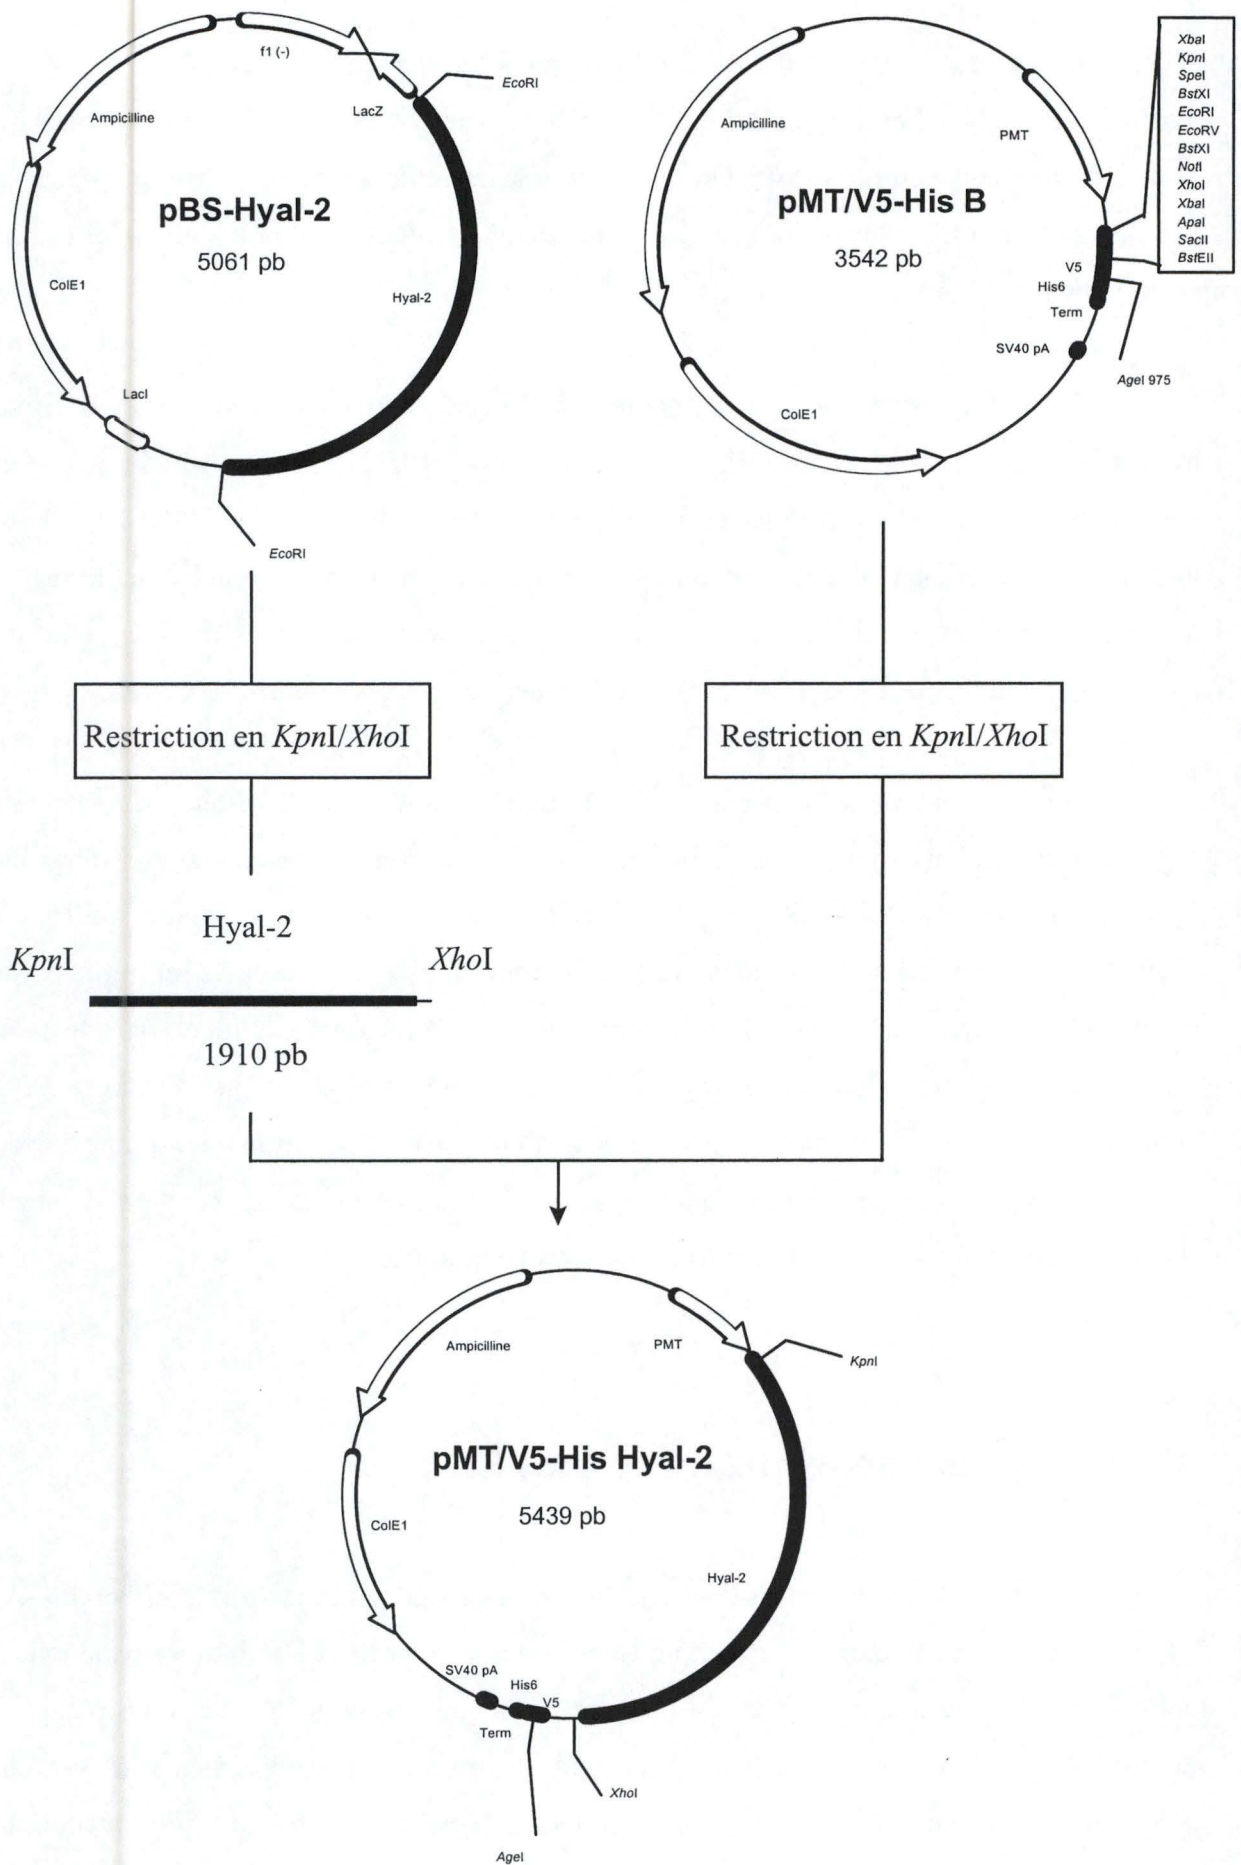 f1 (-)
EcoRI
LacZ
Ampicilline
pBS-Hyal-2
5061 pb
ColE1
Hyal-2
LacI
EcoRI
Ampicilline
PMT
pMT/V5-His B
3542 pb
XbaI
KpnI
SpeI
BstXI
EcoRI
EcoRV
BstXI
NotI
XhoI
XbaI
ApaI
SacII
BstEII
V5
His6
Term
SV40 pA
AgeI 975
ColE1
Restriction en KpnI/XhoI
Restriction en KpnI/XhoI
Hyal-2
KpnI
XhoI
1910 pb
Ampicilline
PMT
KpnI
pMT/V5-His Hyal-2
5439 pb
ColE1
Hyal-2
SV40 pA
His6
V5
Term
XhoI
AgeI